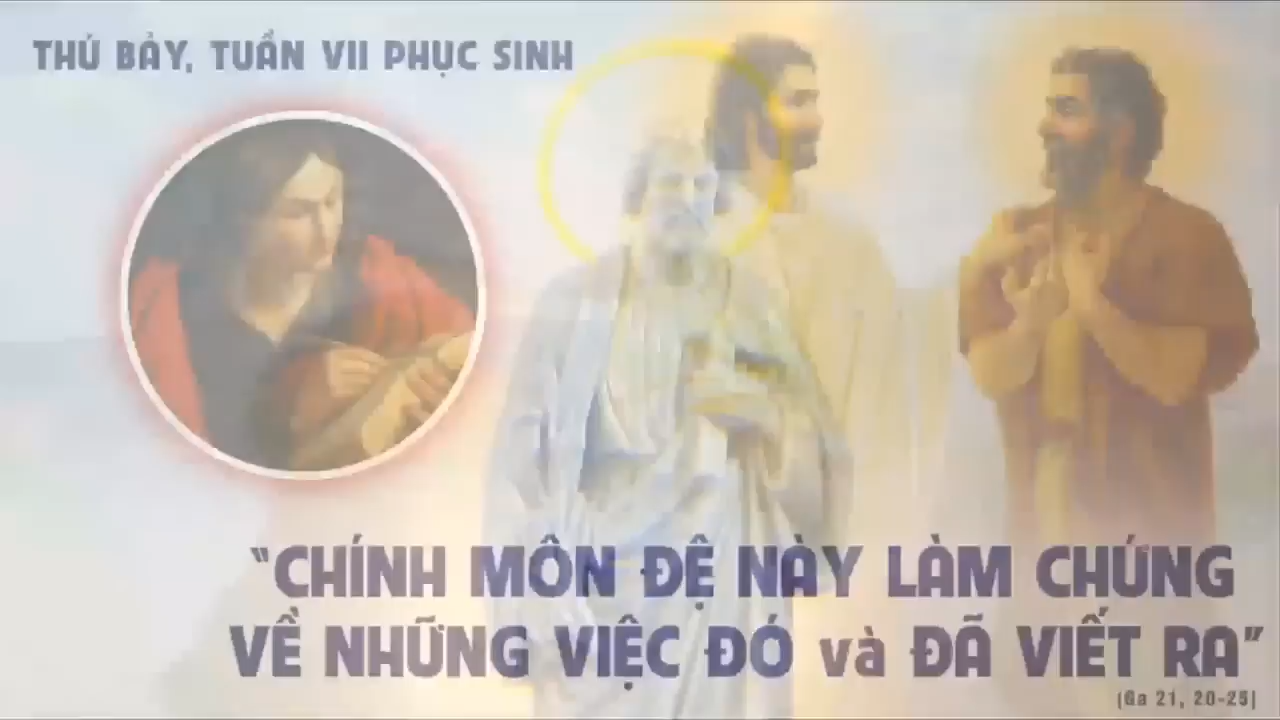 THỨ BẢY, TUẦN VII PHỤC SINH
“CHÍNH MÔN ĐỆ NÀY LÀM CHỨNG
VỀ NHỮNG VIỆC ĐÓ và ĐÃ VIẾT RA”
(Ga 21, 20-25)